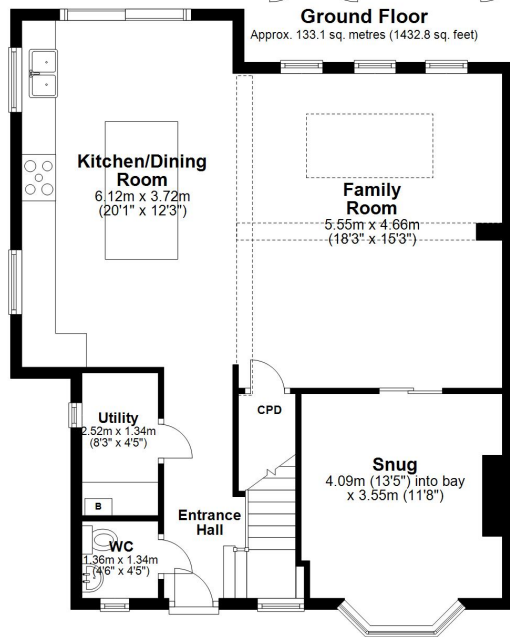 Ground Floor
Approx. 133.1 sq. metres (1432.8 sq. feet)
Kitchen/Dining
Room
6.12m x 3.72m
(20'1" x 12'3")
Family
Room
5.55m x 4.66m
(18'3" x 15'3")
Utility
2.52m x 1.34m
(8'3" x 4'5")
B
CPD
Snug
4.09m (13'5") into bay
x 3.55m (11'8")
Entrance
Hall
WC
1.36m x 1.34m
(4'6" x 4'5")